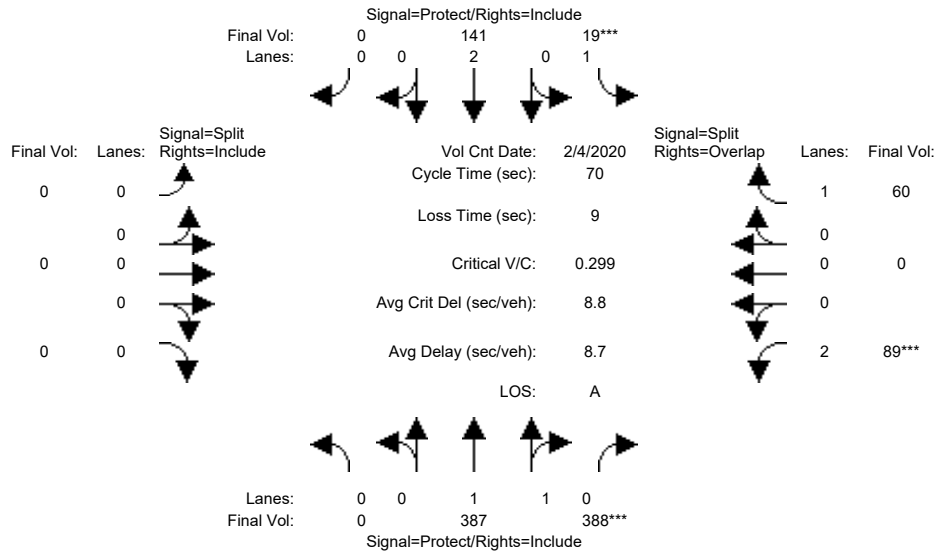 Signal=Protect/Rights=Include
Final Vol: 0 141 19***
Lanes: 0 0 2 0 1
Signal=Split Signal=Split
Final Vol: Lanes: Rights=Include Vol Cnt Date: 2/4/2020 Rights=Overlap Lanes: Final Vol:
Cycle Time (sec): 70
0 0 1 60
Loss Time (sec): 9
0 0
0 0 Critical V/C: 0.299 0 0
0 Avg Crit Del (sec/veh): 8.8 0
0 0 Avg Delay (sec/veh): 8.7 2 89***
LOS: A
Lanes: 0 0 1 1 0
Final Vol: 0 387 388***
Signal=Protect/Rights=Include